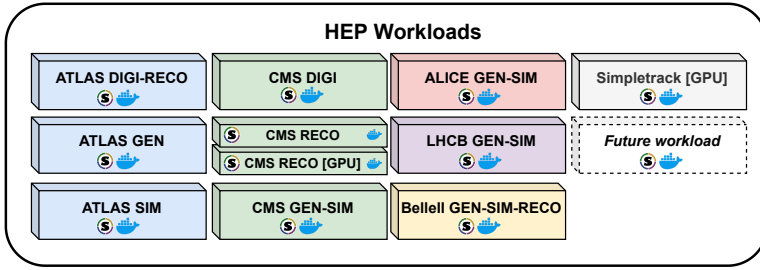 HEP Workloads
ATLAS DIGI-RECO
CMS DIGI
ALICE GEN-SIM
Simpletrack [GPU]
ATLAS GEN
CMS RECO
CMS RECO [GPU]
LHCB GEN-SIM
Future workload
ATLAS SIM
CMS GEN-SIM
BelleII GEN-SIM-RECO